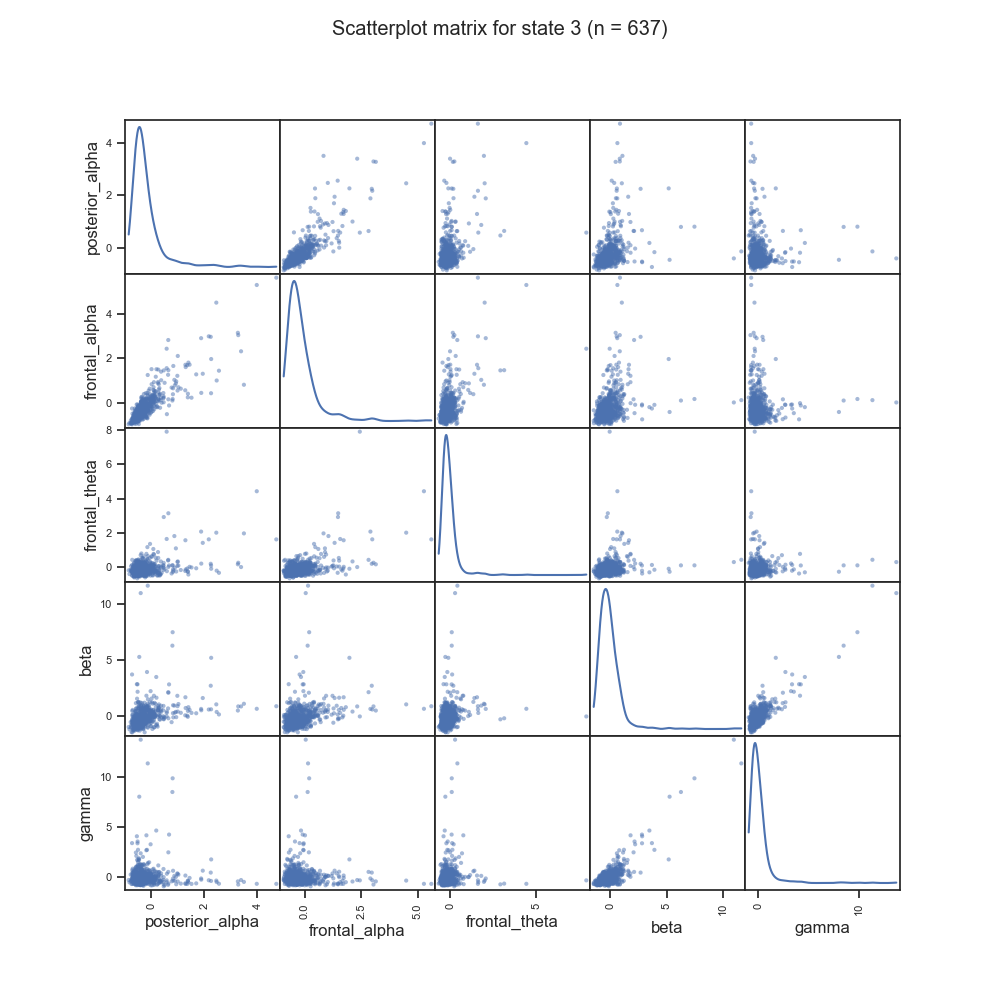 Scatterplot matrix for state 3 (n = 637)
posterior_alpha
4
2
0
frontal_alpha
4
2
0
frontal_theta
8
6
4
2
0
beta
10
5
0
gamma
10
5
0
0 2 4 0.0 2.5 5.0 0 5 0 5 10 0 10
posterior_alpha frontal_alpha frontal_theta beta gamma